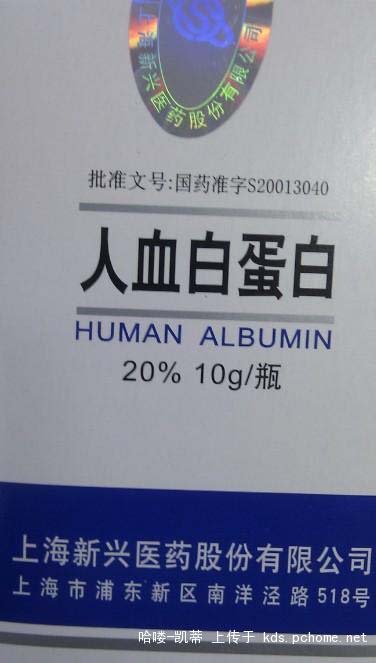 上海新兴医药股份有限公司
批准文号:国药准字S20013040
人血白蛋白
HUMAN ALBUMIN
20% 10g/瓶
上海新兴医药股份有限公司
上海市浦东新区南洋泾路518号
哈喽-凯蒂 上传于 kds.pchome.net